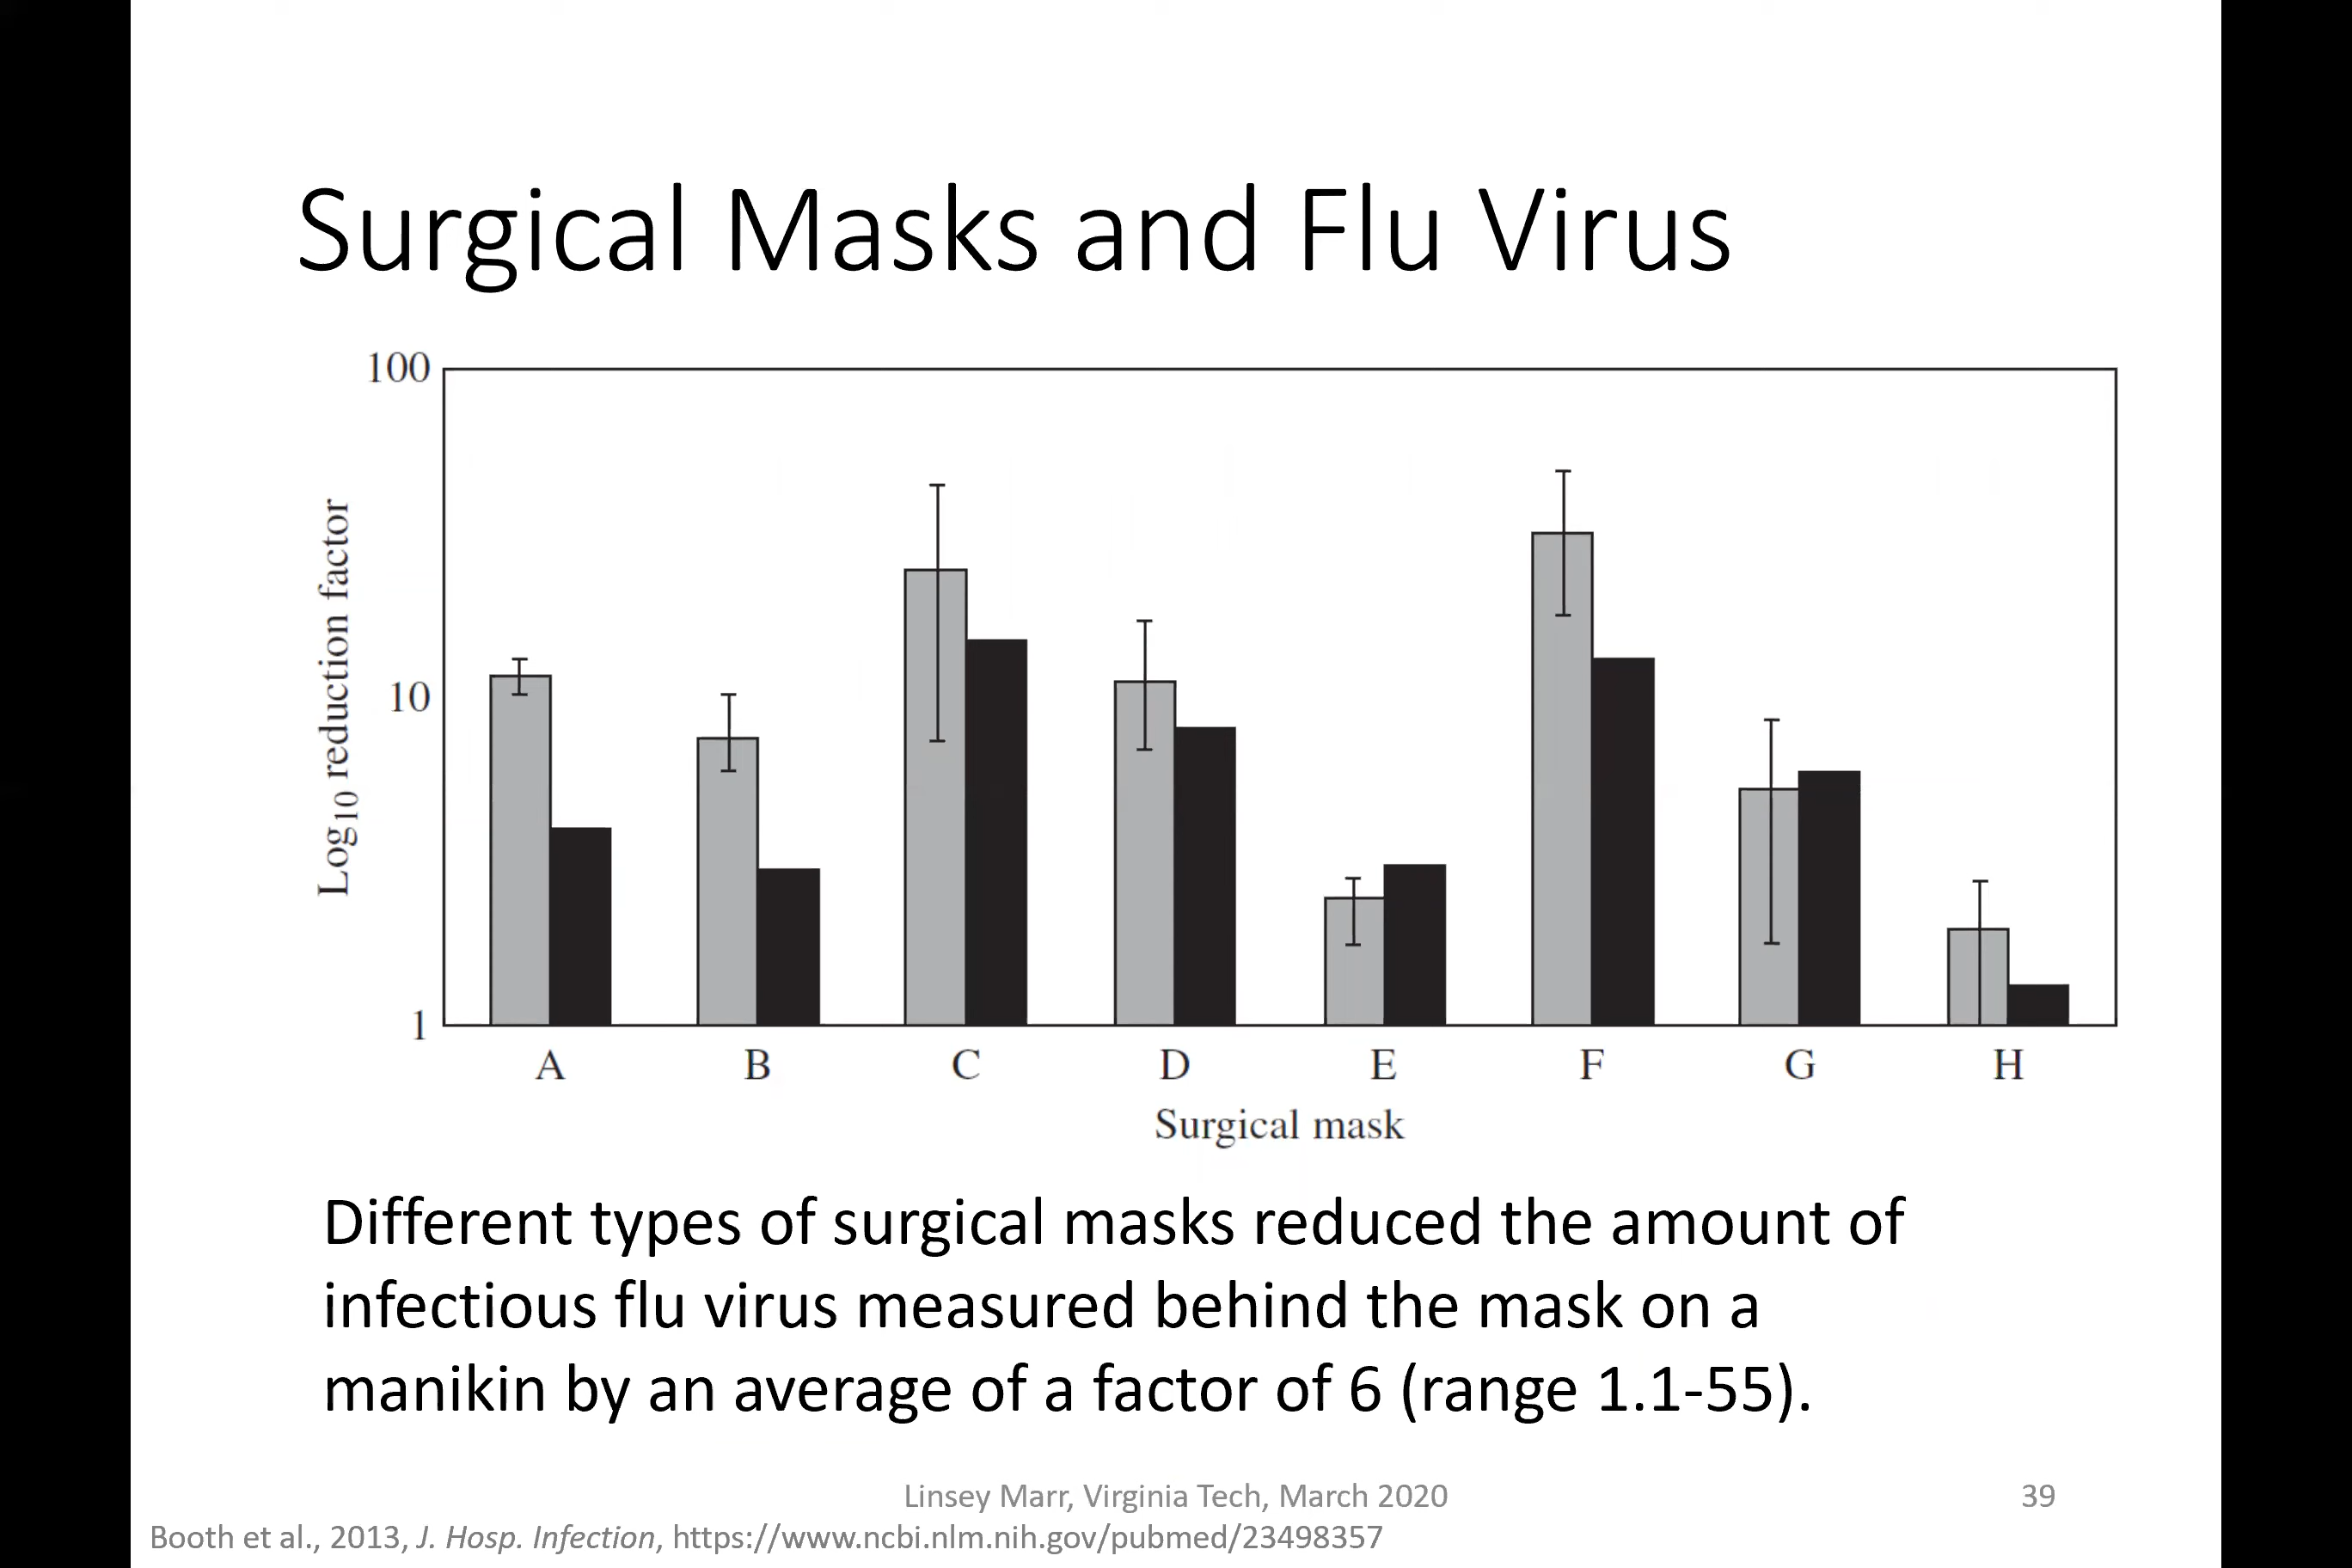 Surgical Masks and Flu Virus
100
10
1
Log10 reduction factor
A B C D E F G H
Surgical mask
Different types of surgical masks reduced the amount of
infectious flu virus measured behind the mask on a
manikin by an average of a factor of 6 (range 1.1-55).
Linsey Marr, Virginia Tech, March 2020 39
Booth et al., 2013, J. Hosp. Infection, https://www.ncbi.nlm.nih.gov/pubmed/23498357